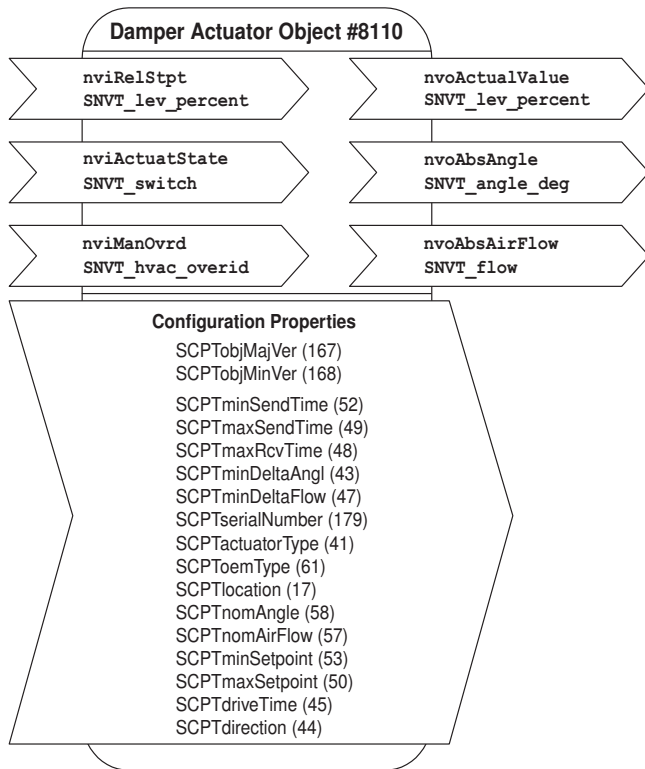 Damper Actuator Object #8110
nviRelStpt
SNVT_lev_percent
nvoActualValue
SNVT_lev_percent
nviActuatState
SNVT_switch
nvoAbsAngle
SNVT_angle_deg
nviManOvrd
SNVT_hvac_overid
nvoAbsAirFlow
SNVT_flow
Configuration Properties
SCPTobjMajVer (167)
SCPTobjMinVer (168)
SCPTminSendTime (52)
SCPTmaxSendTime (49)
SCPTmaxRcvTime (48)
SCPTminDeltaAngl (43)
SCPTminDeltaFlow (47)
SCPTserialNumber (179)
SCPTactuatorType (41)
SCPToemType (61)
SCPTlocation (17)
SCPTnomAngle (58)
SCPTnomAirFlow (57)
SCPTminSetpoint (53)
SCPTmaxSetpoint (50)
SCPTdriveTime (45)
SCPTdirection (44)